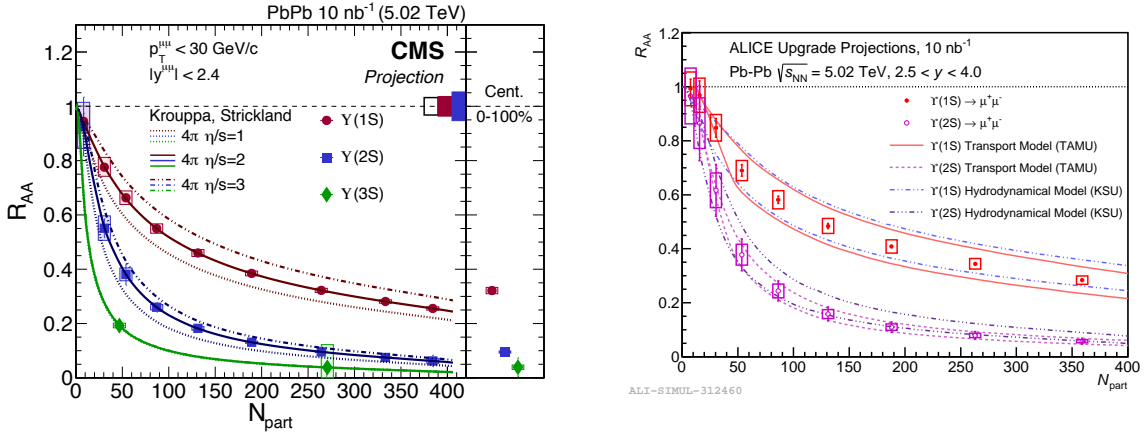 PbPb 10 nb⁻¹ (5.02 TeV)
p_T^μμ < 30 GeV/c
|y^μμ| < 2.4
CMS
Projection
Cent.
0-100%
Krouppa, Strickland
4π η/s=1
4π η/s=2
4π η/s=3
ϒ(1S)
ϒ(2S)
ϒ(3S)
R_AA
0 0.2 0.4 0.6 0.8 1 1.2
0 50 100 150 200 250 300 350 400
N_part
ALICE Upgrade Projections, 10 nb⁻¹
Pb-Pb √s_NN = 5.02 TeV, 2.5 < y < 4.0
ϒ(1S) → μ⁺μ⁻
ϒ(2S) → μ⁺μ⁻
ϒ(1S) Transport Model (TAMU)
ϒ(2S) Transport Model (TAMU)
ϒ(1S) Hydrodynamical Model (KSU)
ϒ(2S) Hydrodynamical Model (KSU)
R_AA
0 0.2 0.4 0.6 0.8 1 1.2
0 50 100 150 200 250 300 350 400
N_part
ALI-SIMUL-312460